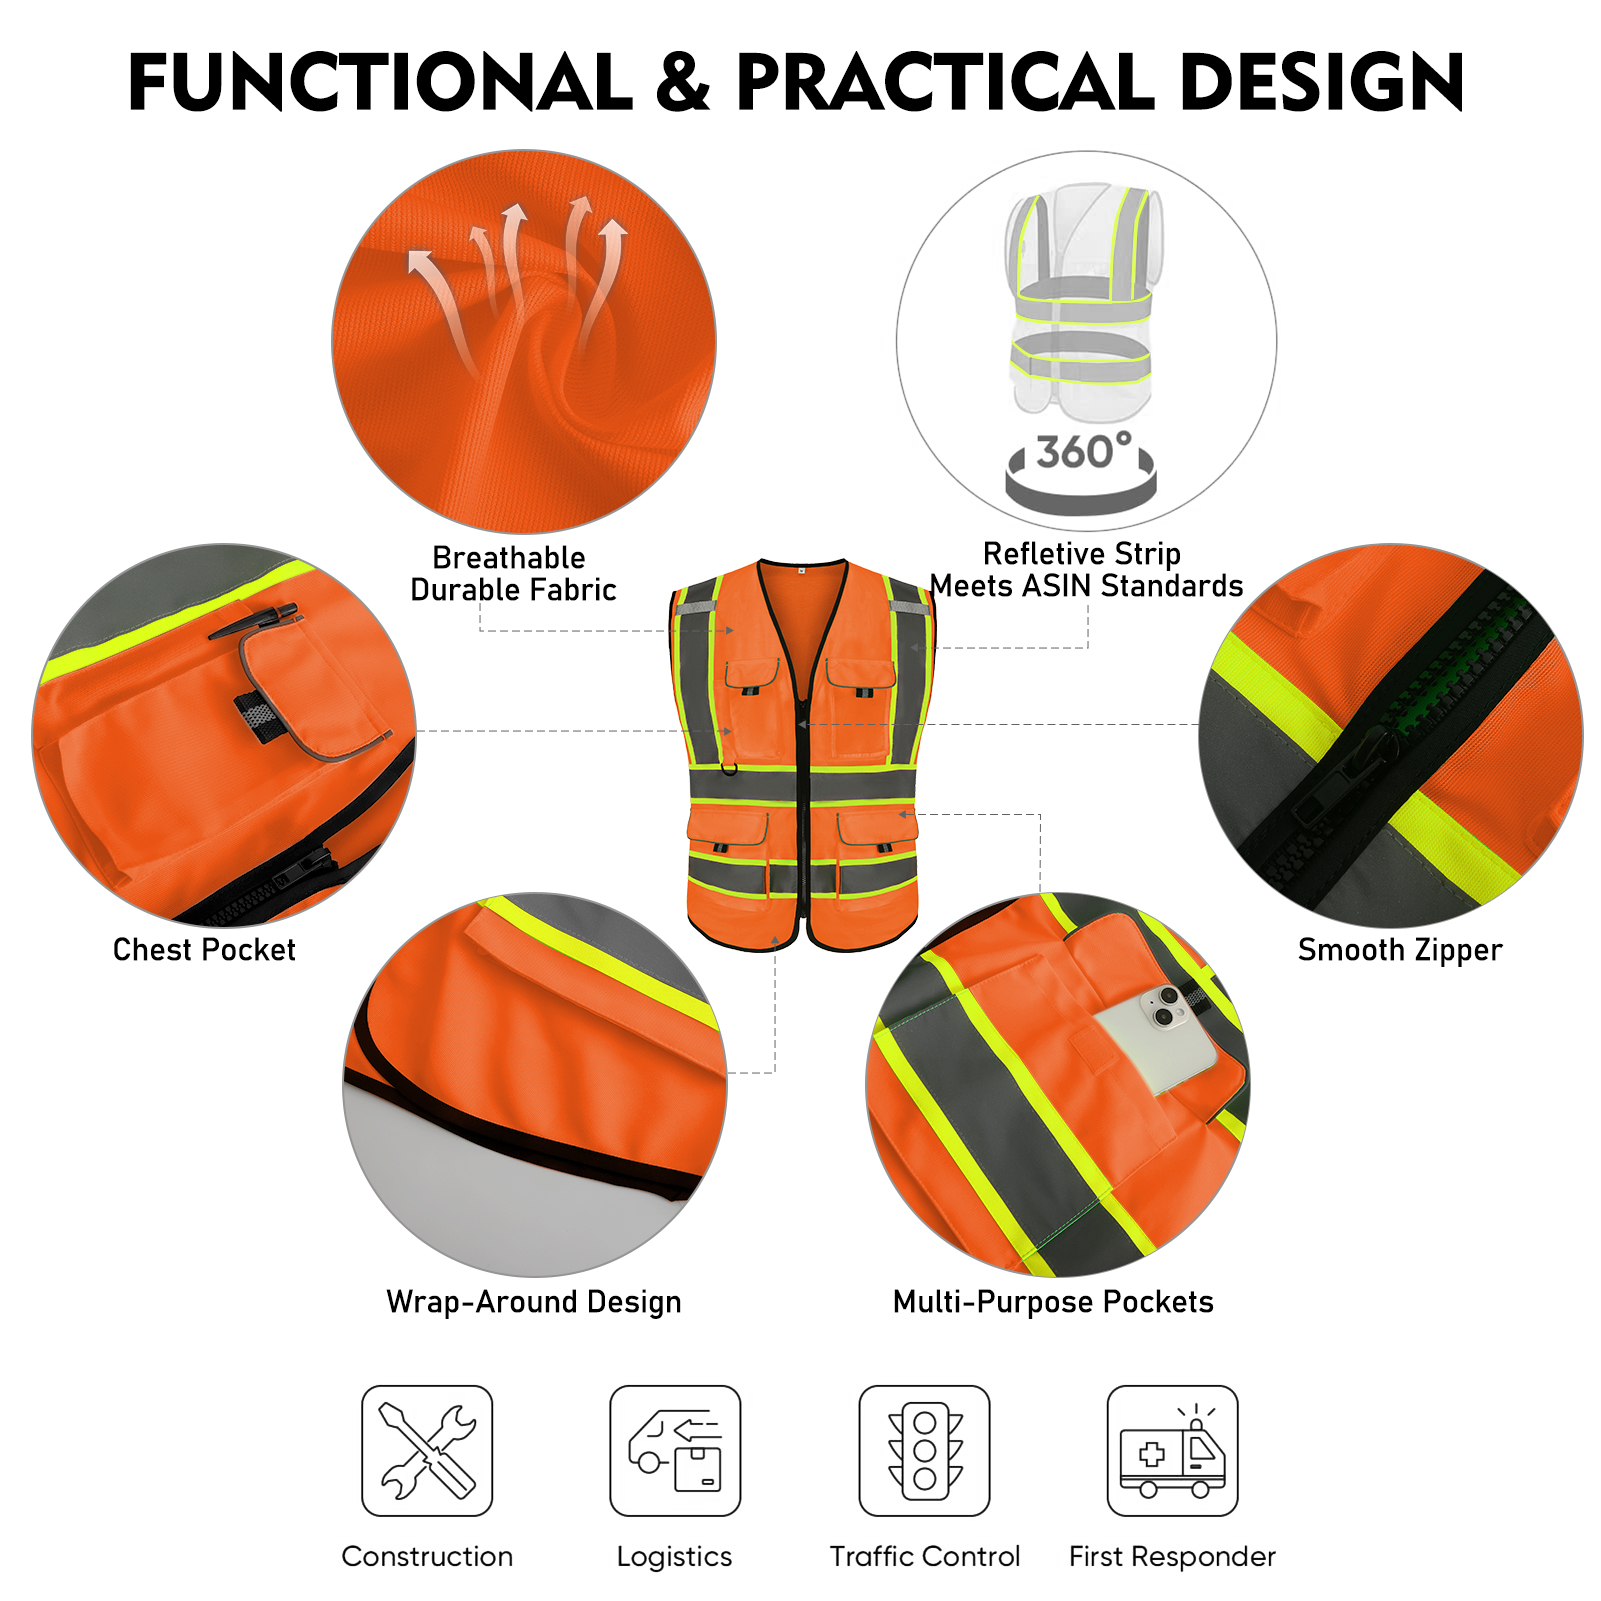 FUNCTIONAL & PRACTICAL DESIGN
360°
Breathable
Durable Fabric
Refletive Strip
Meets ASIN Standards
Chest Pocket
Smooth Zipper
Wrap-Around Design
Multi-Purpose Pockets
Construction
Logistics
Traffic Control
First Responder